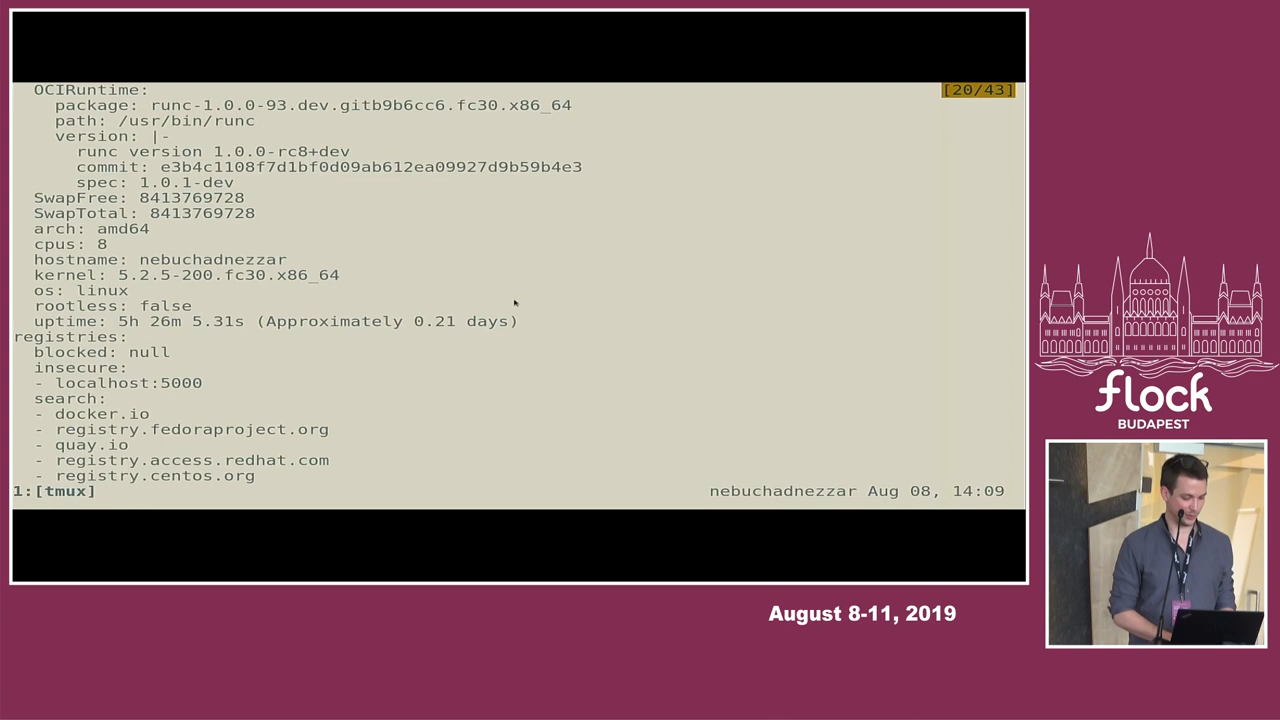 OCIRuntime:
[20/43]
package: runc-1.0.0-93.dev.gitb9b6cc6.fc30.x86_64
path: /usr/bin/runc
version: |-
runc version 1.0.0-rc8+dev
commit: e3b4c1108f7d1bf0d09ab612ea09927d9b59b4e3
spec: 1.0.1-dev
SwapFree: 8413769728
SwapTotal: 8413769728
arch: amd64
cpus: 8
hostname: nebuchadnezzar
kernel: 5.2.5-200.fc30.x86_64
os: linux
rootless: false
uptime: 5h 26m 5.31s (Approximately 0.21 days)
registries:
blocked: null
insecure:
- localhost:5000
search:
- docker.io
- registry.fedoraproject.org
- quay.io
- registry.access.redhat.com
- registry.centos.org
1:[tmux]
nebuchadnezzar Aug 08, 14:09
flock
BUDAPEST
August 8-11, 2019